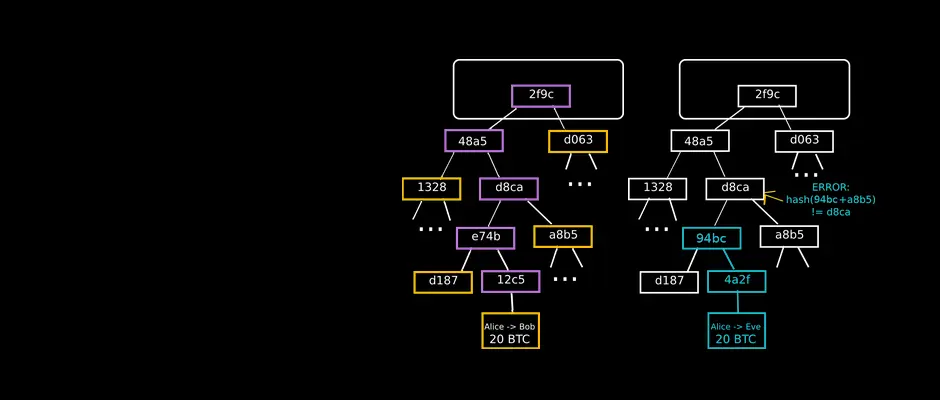 2f9c
48a5
d063
1328
d8ca
...
...
e74b
a8b5
d187
12c5
...
Alice -> Bob
20 BTC
2f9c
48a5
d063
1328
d8ca
...
ERROR:
hash(94bc+a8b5)
!= d8ca
...
94bc
a8b5
d187
4a2f
Alice -> Eve
20 BTC